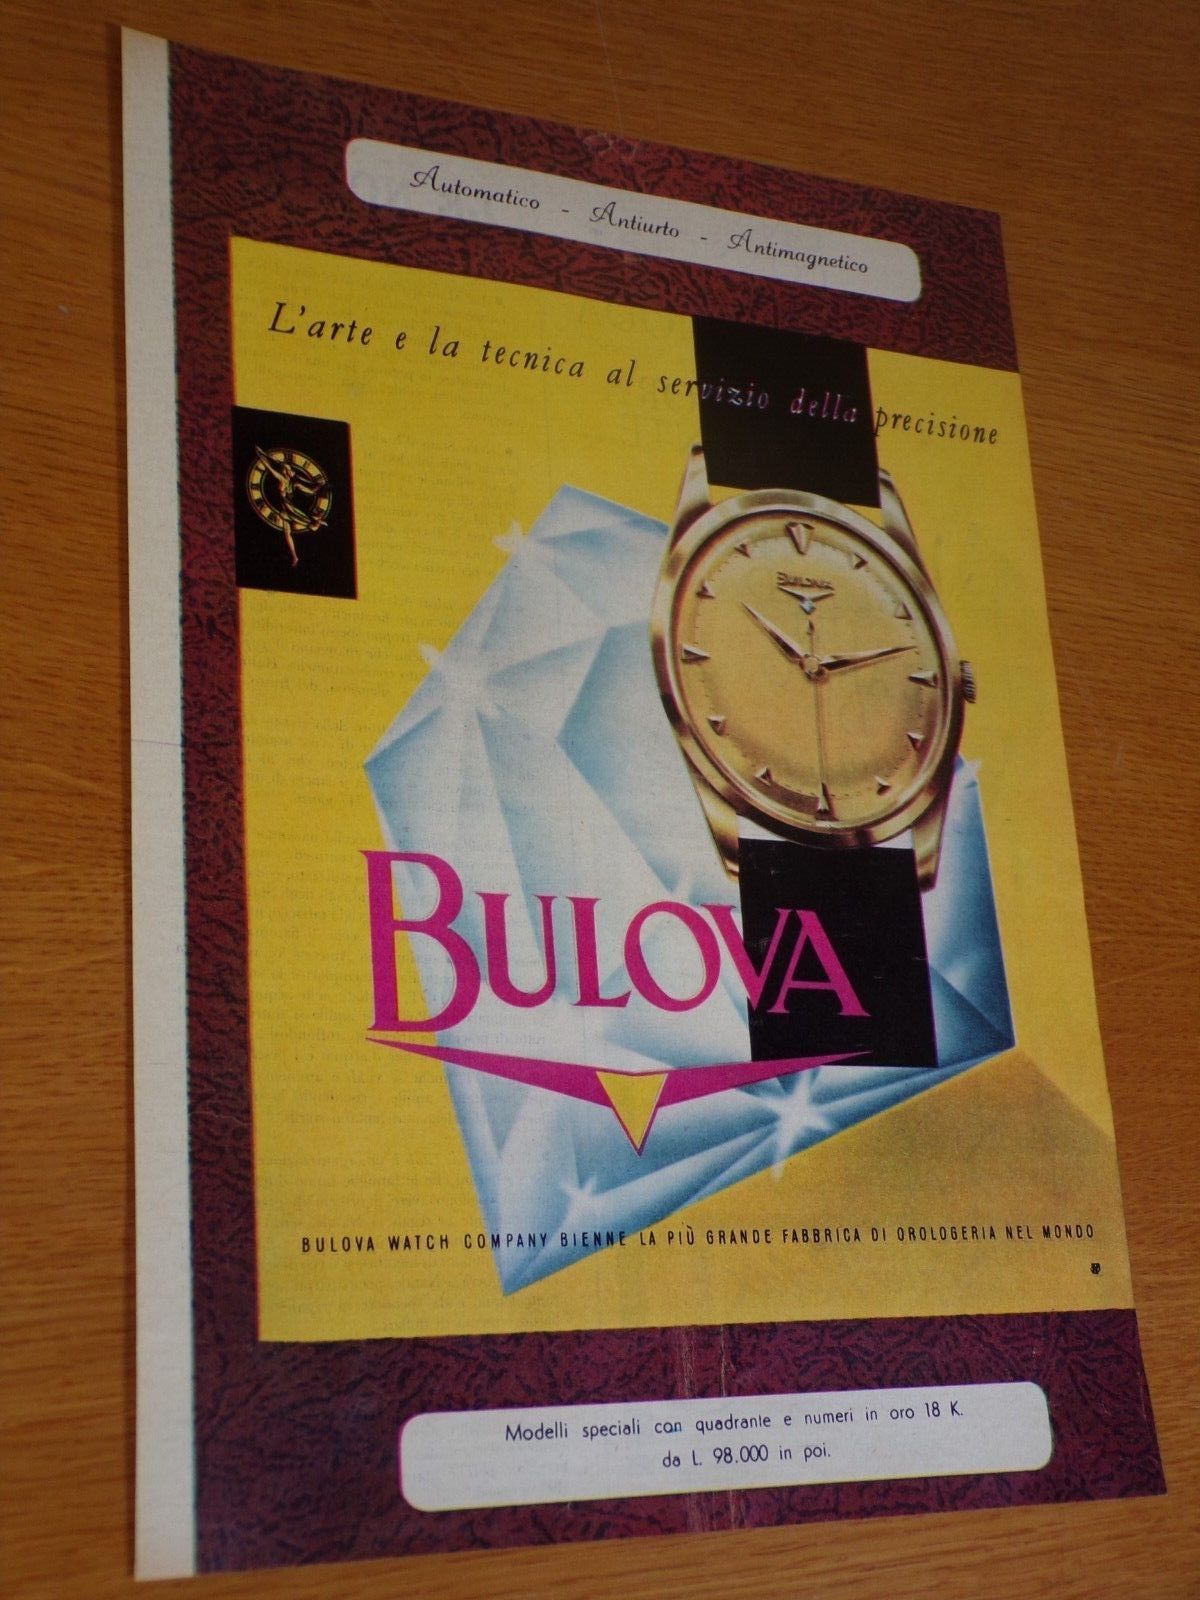 Automatico - Antiurto - Antimagnetico
L'arte e la tecnica al servizio della precisione
BULOVA
BULOVA
BULOVA WATCH COMPANY BIENNE LA PIÙ GRANDE FABBRICA DI OROLOGERIA NEL MONDO
Modelli speciali con quadrante e numeri in oro 18 K.
da L. 98.000 in poi.